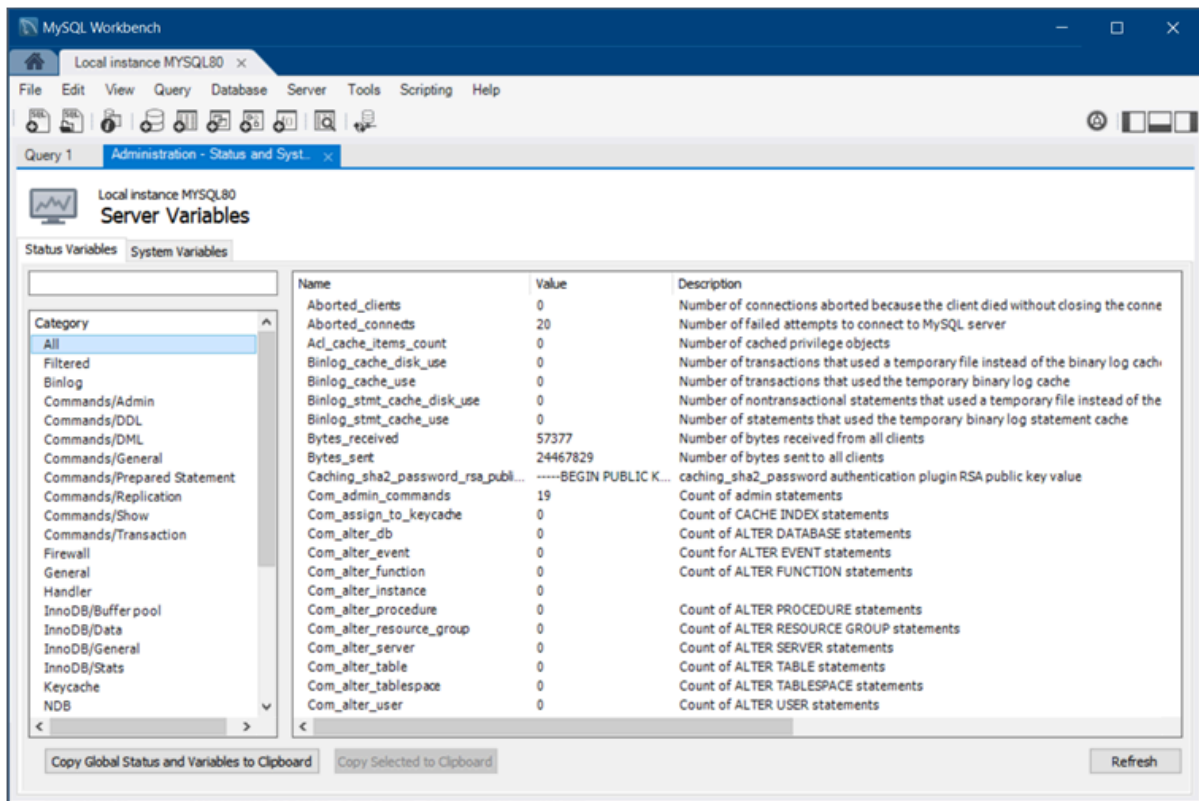 MySQL Workbench
Local instance MYSQL80 ×
File Edit View Query Database Server Tools Scripting Help
Query 1 Administration - Status and Syst... ×
Local instance MYSQL80
Server Variables
Status Variables System Variables
Name Value Description
Aborted_clients 0 Number of connections aborted because the client died without closing the conne
Category
Aborted_connects 20 Number of failed attempts to connect to MySQL server
All
Acl_cache_items_count 0 Number of cached privilege objects
Filtered
Binlog_cache_disk_use 0 Number of transactions that used a temporary file instead of the binary log cach
Binlog
Binlog_cache_use 0 Number of transactions that used the temporary binary log cache
Commands/Admin
Binlog_stmt_cache_disk_use 0 Number of nontransactional statements that used a temporary file instead of the
Commands/DDL
Binlog_stmt_cache_use 0 Number of statements that used the temporary binary log statement cache
Commands/DML
Bytes_received 57377 Number of bytes received from all clients
Commands/General
Bytes_sent 24467829 Number of bytes sent to all clients
Commands/Prepared Statement
Caching_sha2_password_rsa_publi... -----BEGIN PUBLIC K... caching_sha2_password authentication plugin RSA public key value
Commands/Replication
Com_admin_commands 19 Count of admin statements
Commands/Show
Com_assign_to_keycache 0 Count of CACHE INDEX statements
Commands/Transaction
Com_alter_db 0 Count of ALTER DATABASE statements
Firewall
Com_alter_event 0 Count for ALTER EVENT statements
General
Com_alter_function 0 Count of ALTER FUNCTION statements
Handler
Com_alter_instance 0
InnoDB/Buffer pool
Com_alter_procedure 0 Count of ALTER PROCEDURE statements
InnoDB/Data
Com_alter_resource_group 0 Count of ALTER RESOURCE GROUP statements
InnoDB/General
Com_alter_server 0 Count of ALTER SERVER statements
InnoDB/Stats
Com_alter_table 0 Count of ALTER TABLE statements
Keycache
Com_alter_tablespace 0 Count of ALTER TABLESPACE statements
NDB
Com_alter_user 0 Count of ALTER USER statements
Copy Global Status and Variables to Clipboard Copy Selected to Clipboard Refresh